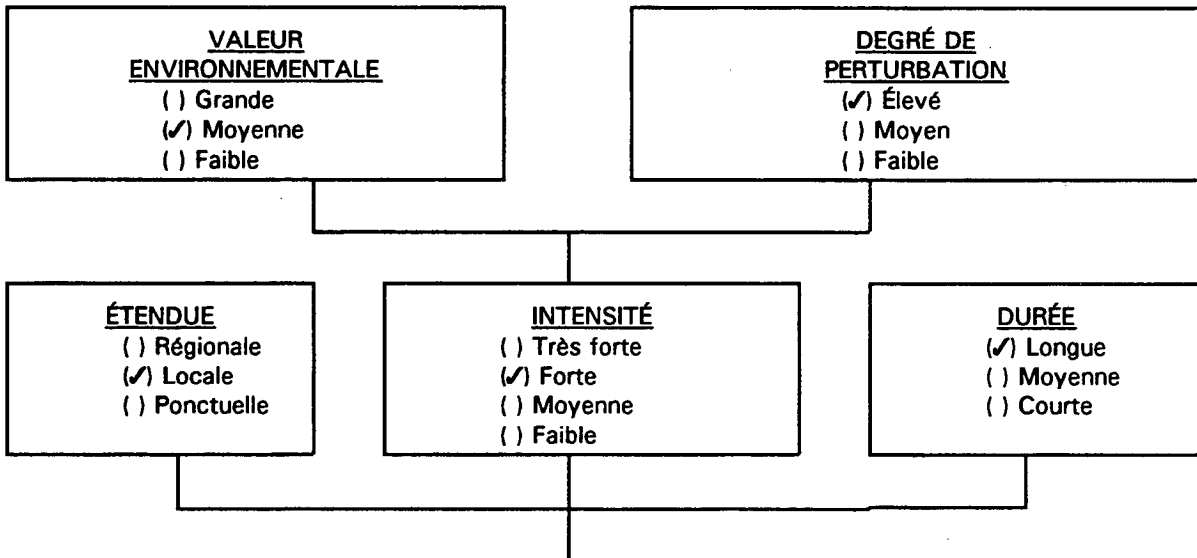 VALEUR
ENVIRONNEMENTALE
( ) Grande
(✓) Moyenne
( ) Faible
DEGRÉ DE
PERTURBATION
(✓) Élevé
( ) Moyen
( ) Faible
ÉTENDUE
( ) Régionale
(✓) Locale
( ) Ponctuelle
INTENSITÉ
( ) Très forte
(✓) Forte
( ) Moyenne
( ) Faible
DURÉE
(✓) Longue
( ) Moyenne
( ) Courte